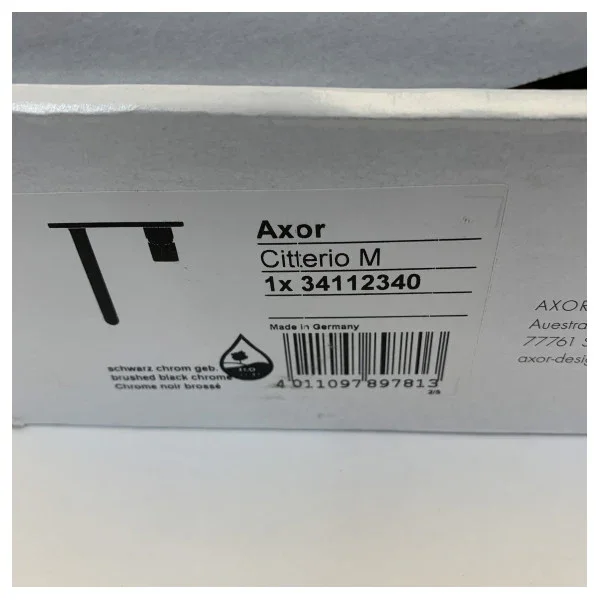 Axor
Citterio M
1x 34112340
Made in Germany
schwarz chrom geb.
brushed black chrome
Chrome noir brossé
4 011097 897813
AXOR
Auestra
77761 S
axor-desig